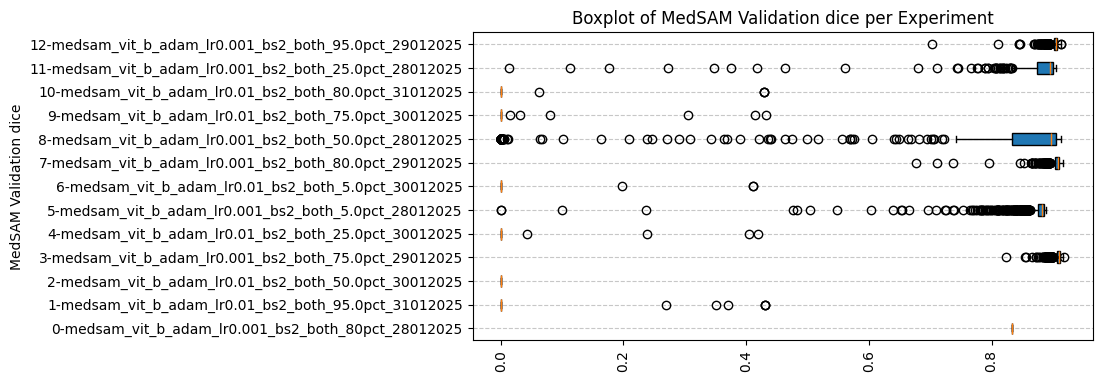 Boxplot of MedSAM Validation dice per Experiment
MedSAM Validation dice
12-medsam_vit_b_adam_lr0.001_bs2_both_95.0pct_29012025
11-medsam_vit_b_adam_lr0.001_bs2_both_25.0pct_28012025
10-medsam_vit_b_adam_lr0.01_bs2_both_80.0pct_31012025
9-medsam_vit_b_adam_lr0.01_bs2_both_75.0pct_30012025
8-medsam_vit_b_adam_lr0.001_bs2_both_50.0pct_28012025
7-medsam_vit_b_adam_lr0.001_bs2_both_80.0pct_29012025
6-medsam_vit_b_adam_lr0.01_bs2_both_5.0pct_30012025
5-medsam_vit_b_adam_lr0.001_bs2_both_5.0pct_28012025
4-medsam_vit_b_adam_lr0.01_bs2_both_25.0pct_30012025
3-medsam_vit_b_adam_lr0.001_bs2_both_75.0pct_29012025
2-medsam_vit_b_adam_lr0.01_bs2_both_50.0pct_30012025
1-medsam_vit_b_adam_lr0.01_bs2_both_95.0pct_31012025
0-medsam_vit_b_adam_lr0.001_bs2_both_80pct_28012025
0.0 0.2 0.4 0.6 0.8